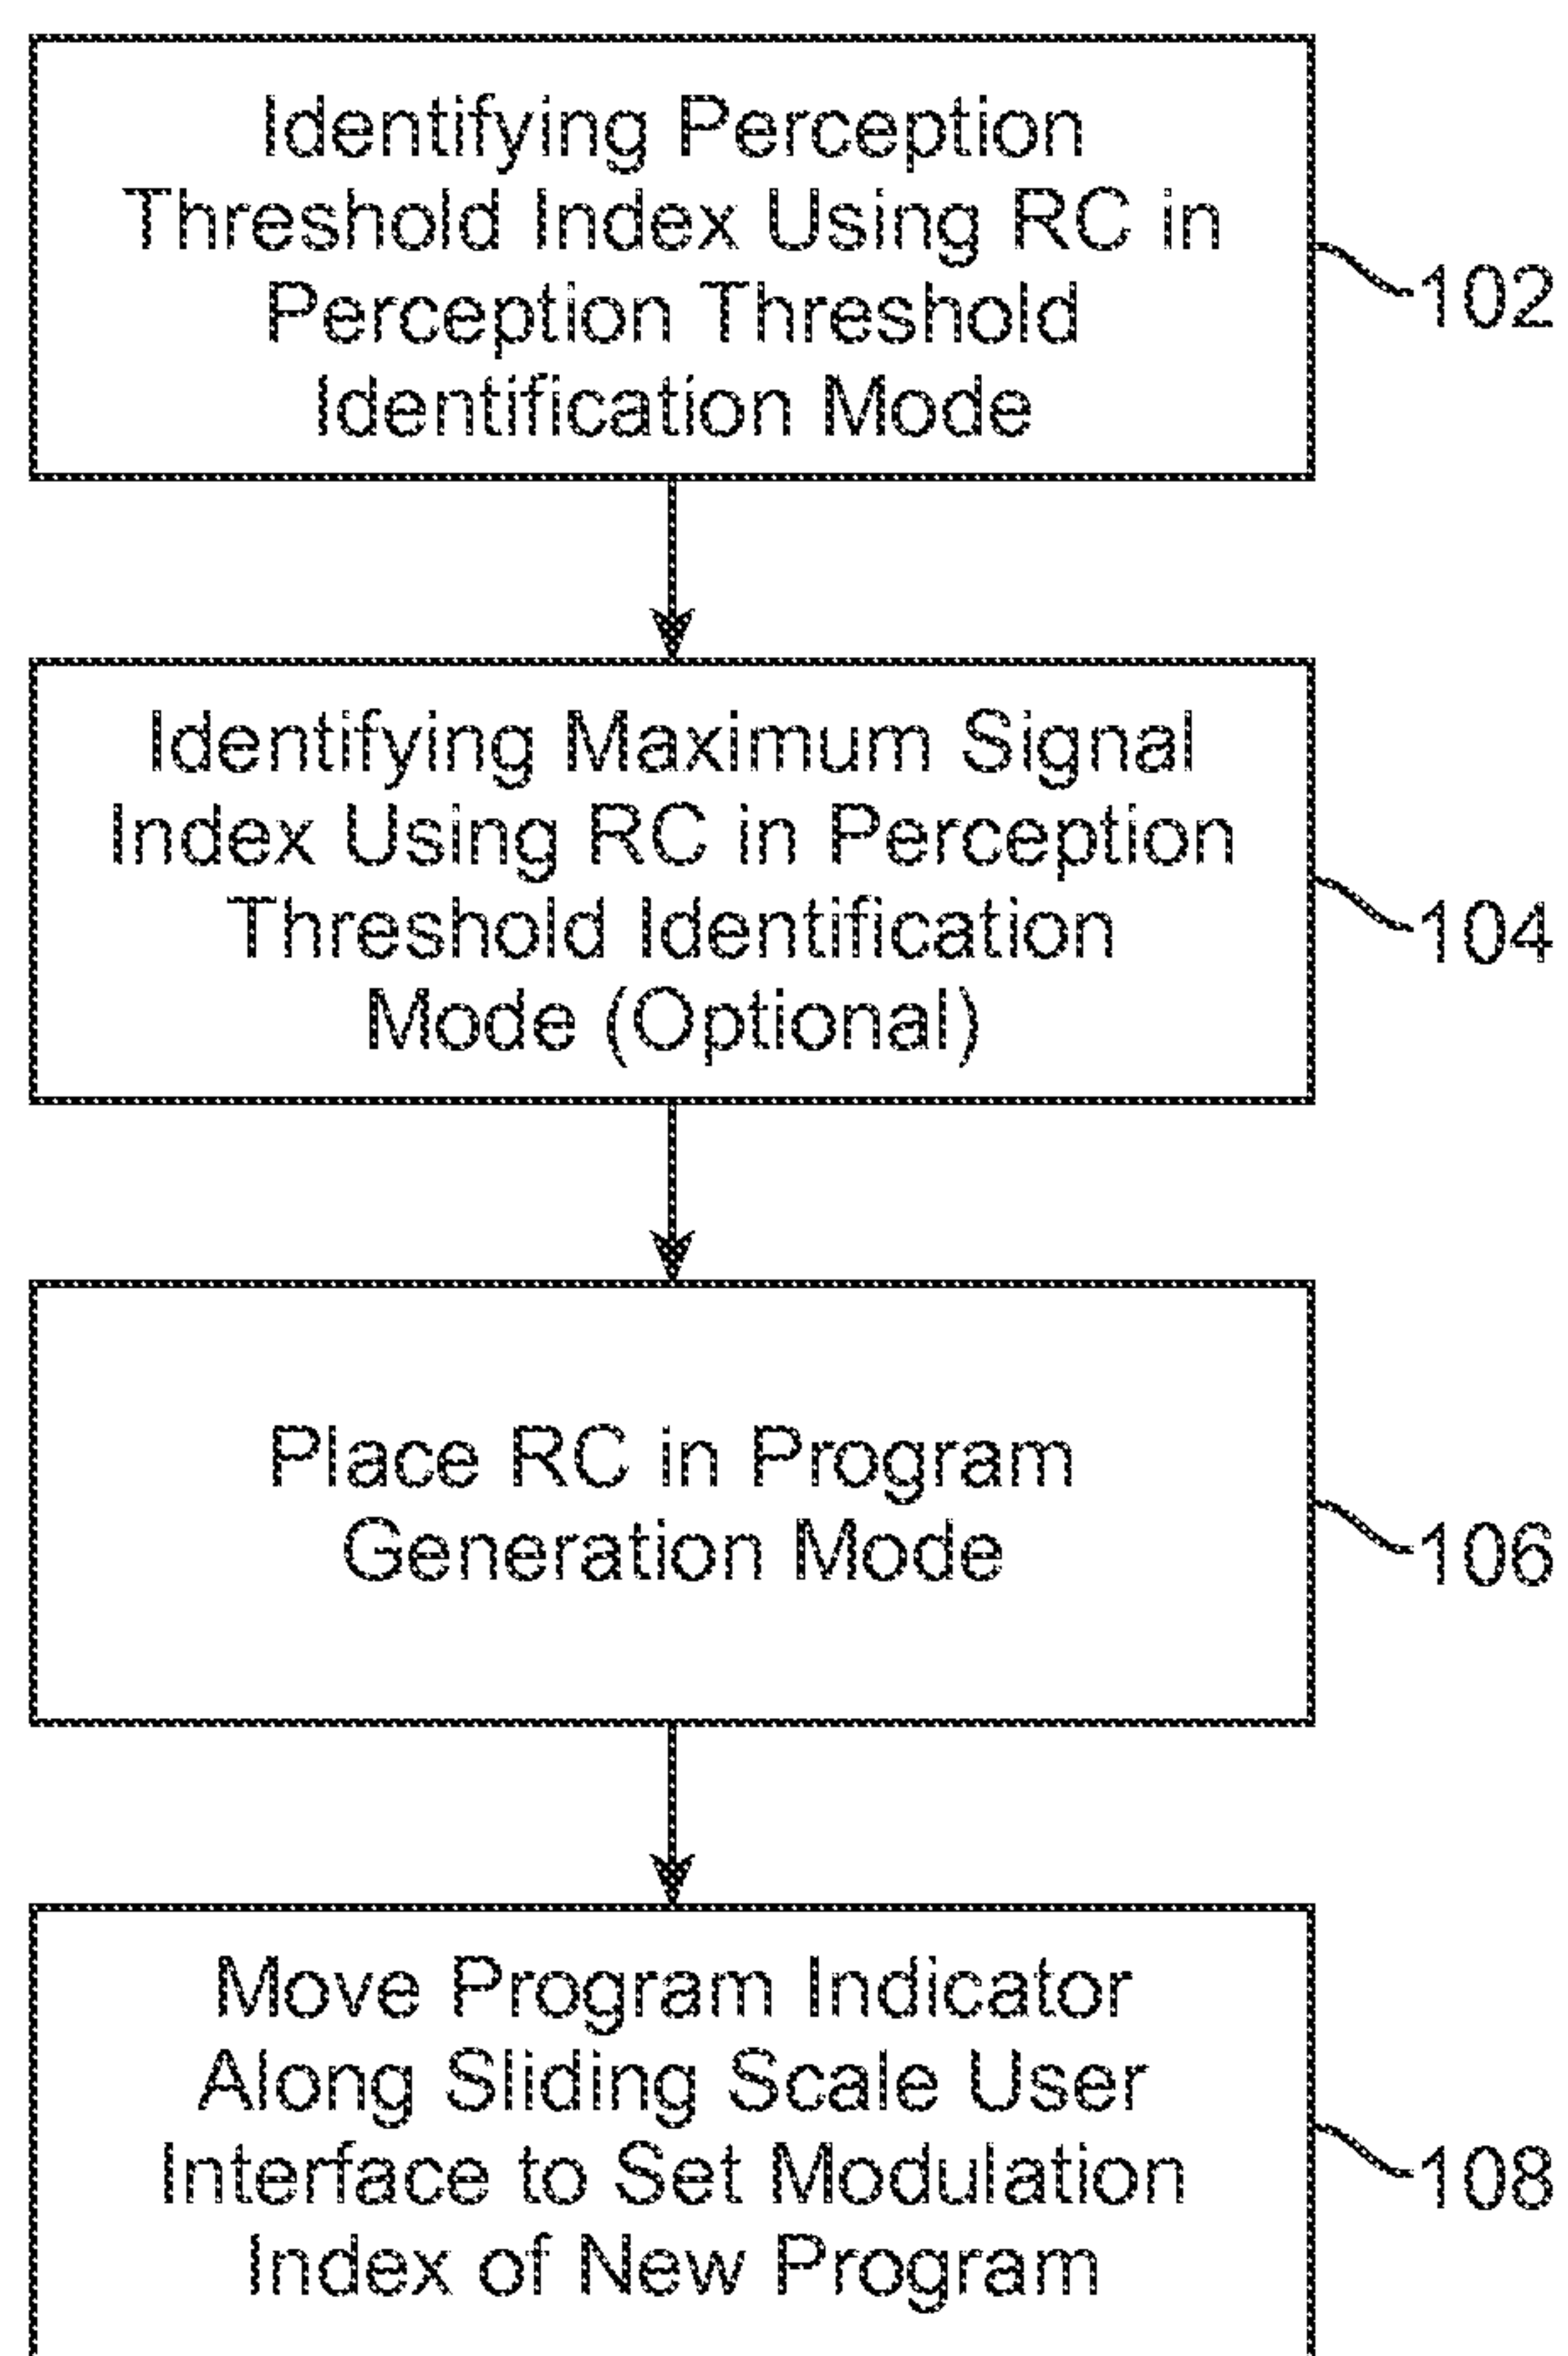 Identifying Perception
Threshold Index Using RC in
Perception Threshold
Identification Mode
102
Identifying Maximum Signal
Index Using RC in Perception
Threshold Identification
Mode (Optional)
104
Place RC in Program
Generation Mode
106
Move Program Indicator
Along Sliding Scale User
Interface to Set Modulation
Index of New Program
108